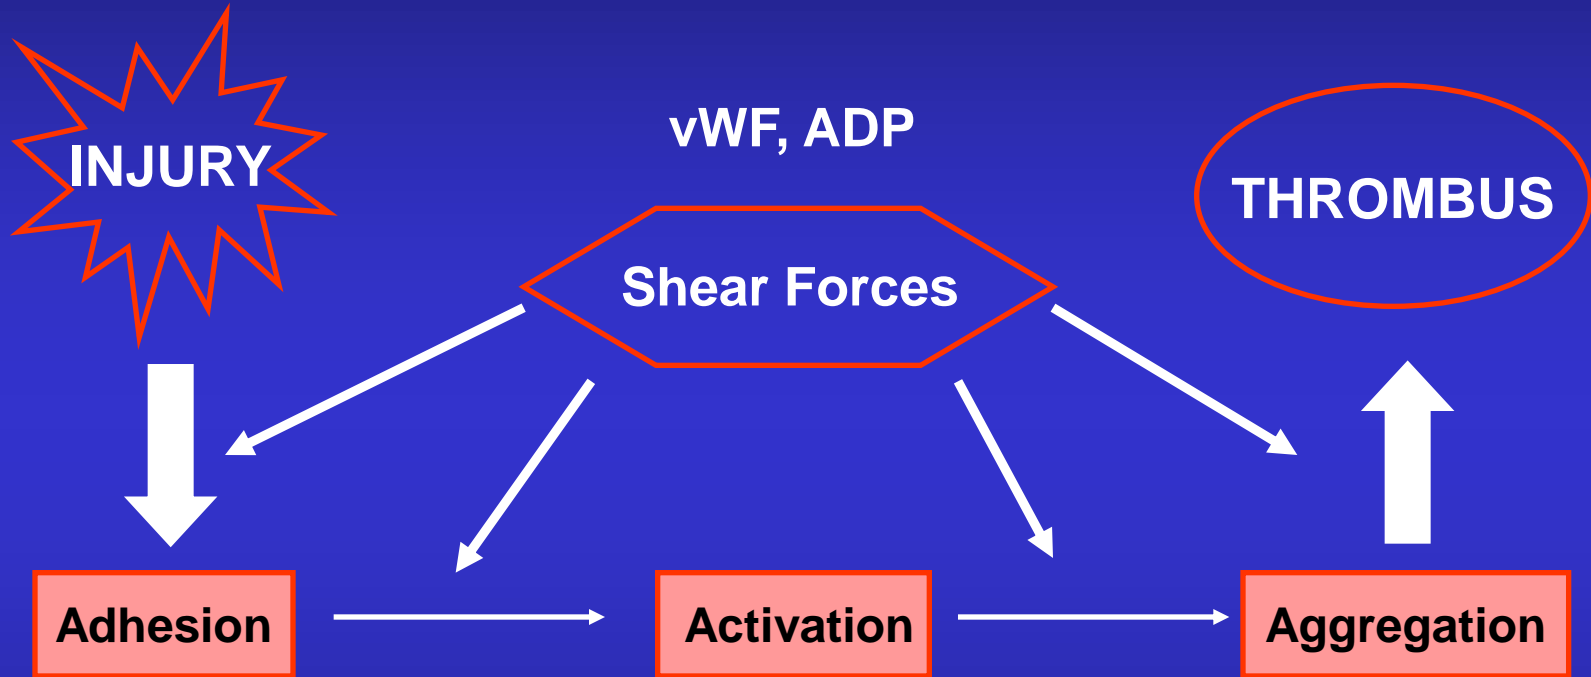 INJURY
vWF, ADP
THROMBUS
Shear Forces
Adhesion
Activation
Aggregation